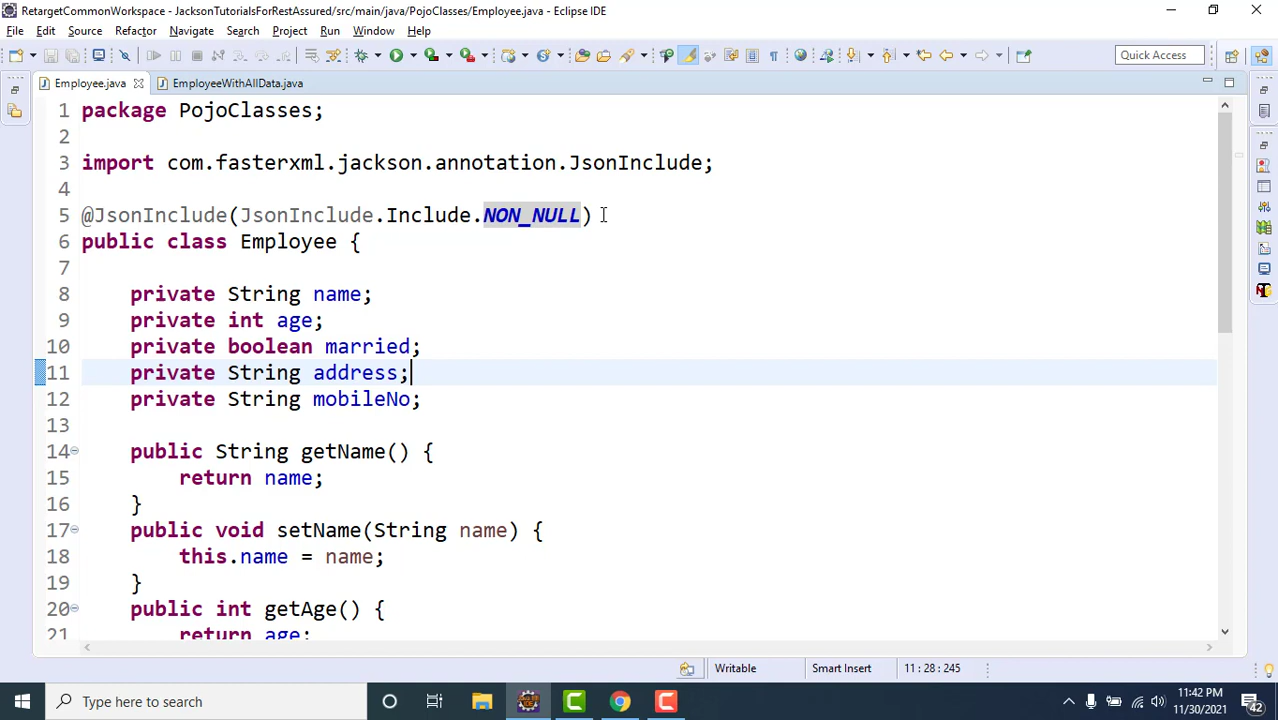 RetargetCommonWorkspace - JacksonTutorialsForRestAssured/src/main/java/PojoClasses/Employee.java - Eclipse IDE
File Edit Source Refactor Navigate Search Project Run Window Help
Quick Access
Employee.java EmployeeWithAllData.java
1 package PojoClasses;
2
3 import com.fasterxml.jackson.annotation.JsonInclude;
4
5 @JsonInclude(JsonInclude.Include.NON_NULL)
6 public class Employee {
7
8 private String name;
9 private int age;
10 private boolean married;
11 private String address;
12 private String mobileNo;
13
14 public String getName() {
15 return name;
16 }
17 public void setName(String name) {
18 this.name = name;
19 }
20 public int getAge() {
21 return age;
Writable Smart Insert 11 : 28 : 245
Type here to search
11:42 PM
11/30/2021
42